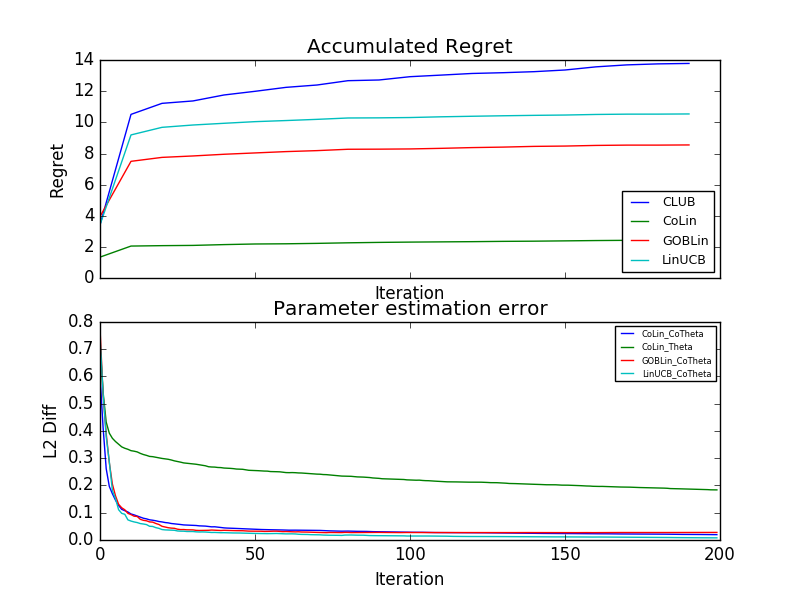 Accumulated Regret
14
12
10
8
6
4
2
0
Regret
CLUB
CoLin
GOBLin
LinUCB
Iteration
Parameter estimation error
0.8
0.7
0.6
0.5
0.4
0.3
0.2
0.1
0.0
L2 Diff
CoLin_CoTheta
CoLin_Theta
GOBLin_CoTheta
LinUCB_CoTheta
0 50 100 150 200
Iteration